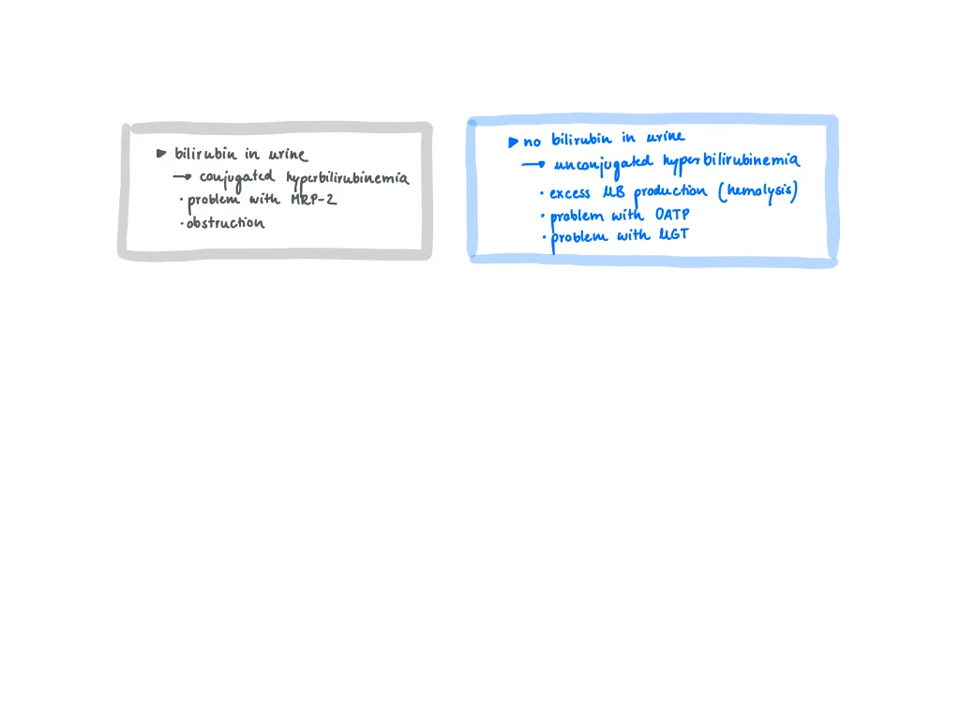 ▶ bilirubin in urine
→ conjugated hyperbilirubinemia
· problem with MRP-2
· obstruction
▶ no bilirubin in urine
→ unconjugated hyperbilirubinemia
· excess UB production (hemolysis)
· problem with OATP
· problem with UGT